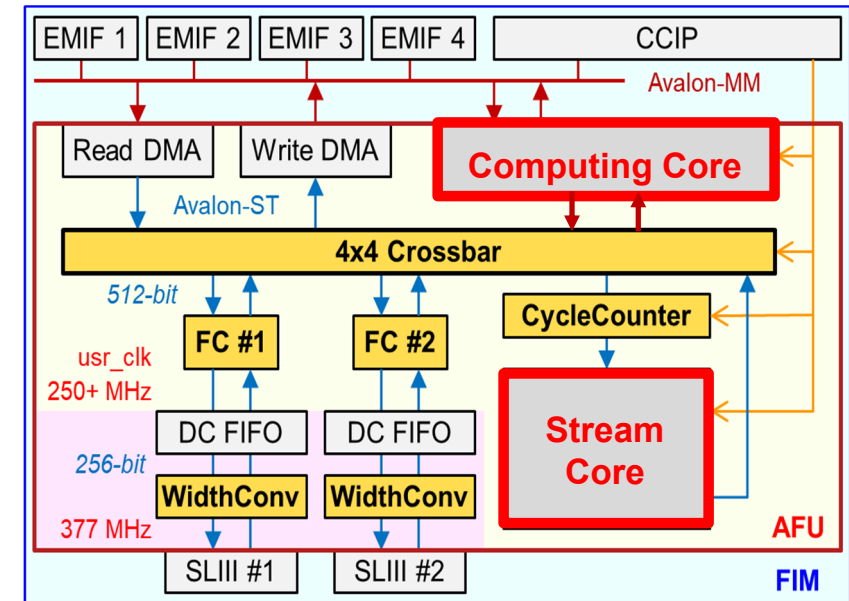 EMIF 1
EMIF 2
EMIF 3
EMIF 4
CCIP
Avalon-MM
Read DMA
Write DMA
Computing Core
Avalon-ST
4x4 Crossbar
512-bit
CycleCounter
FC #1
FC #2
usr_clk
250+ MHz
Stream
Core
DC FIFO
DC FIFO
256-bit
WidthConv
WidthConv
377 MHz
AFU
SLIII #1
SLIII #2
FIM